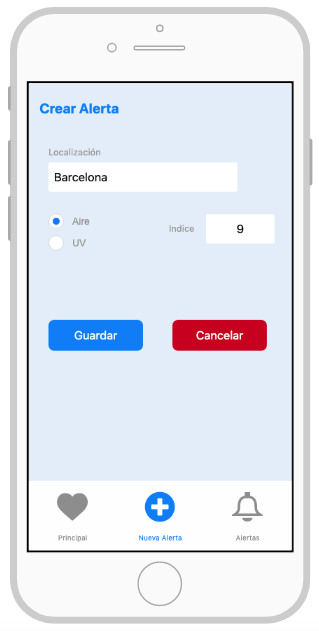 Crear Alerta
Localización
Barcelona
Aire
Indice 9
UV
Guardar Cancelar
Principal Nueva Alerta Alertas